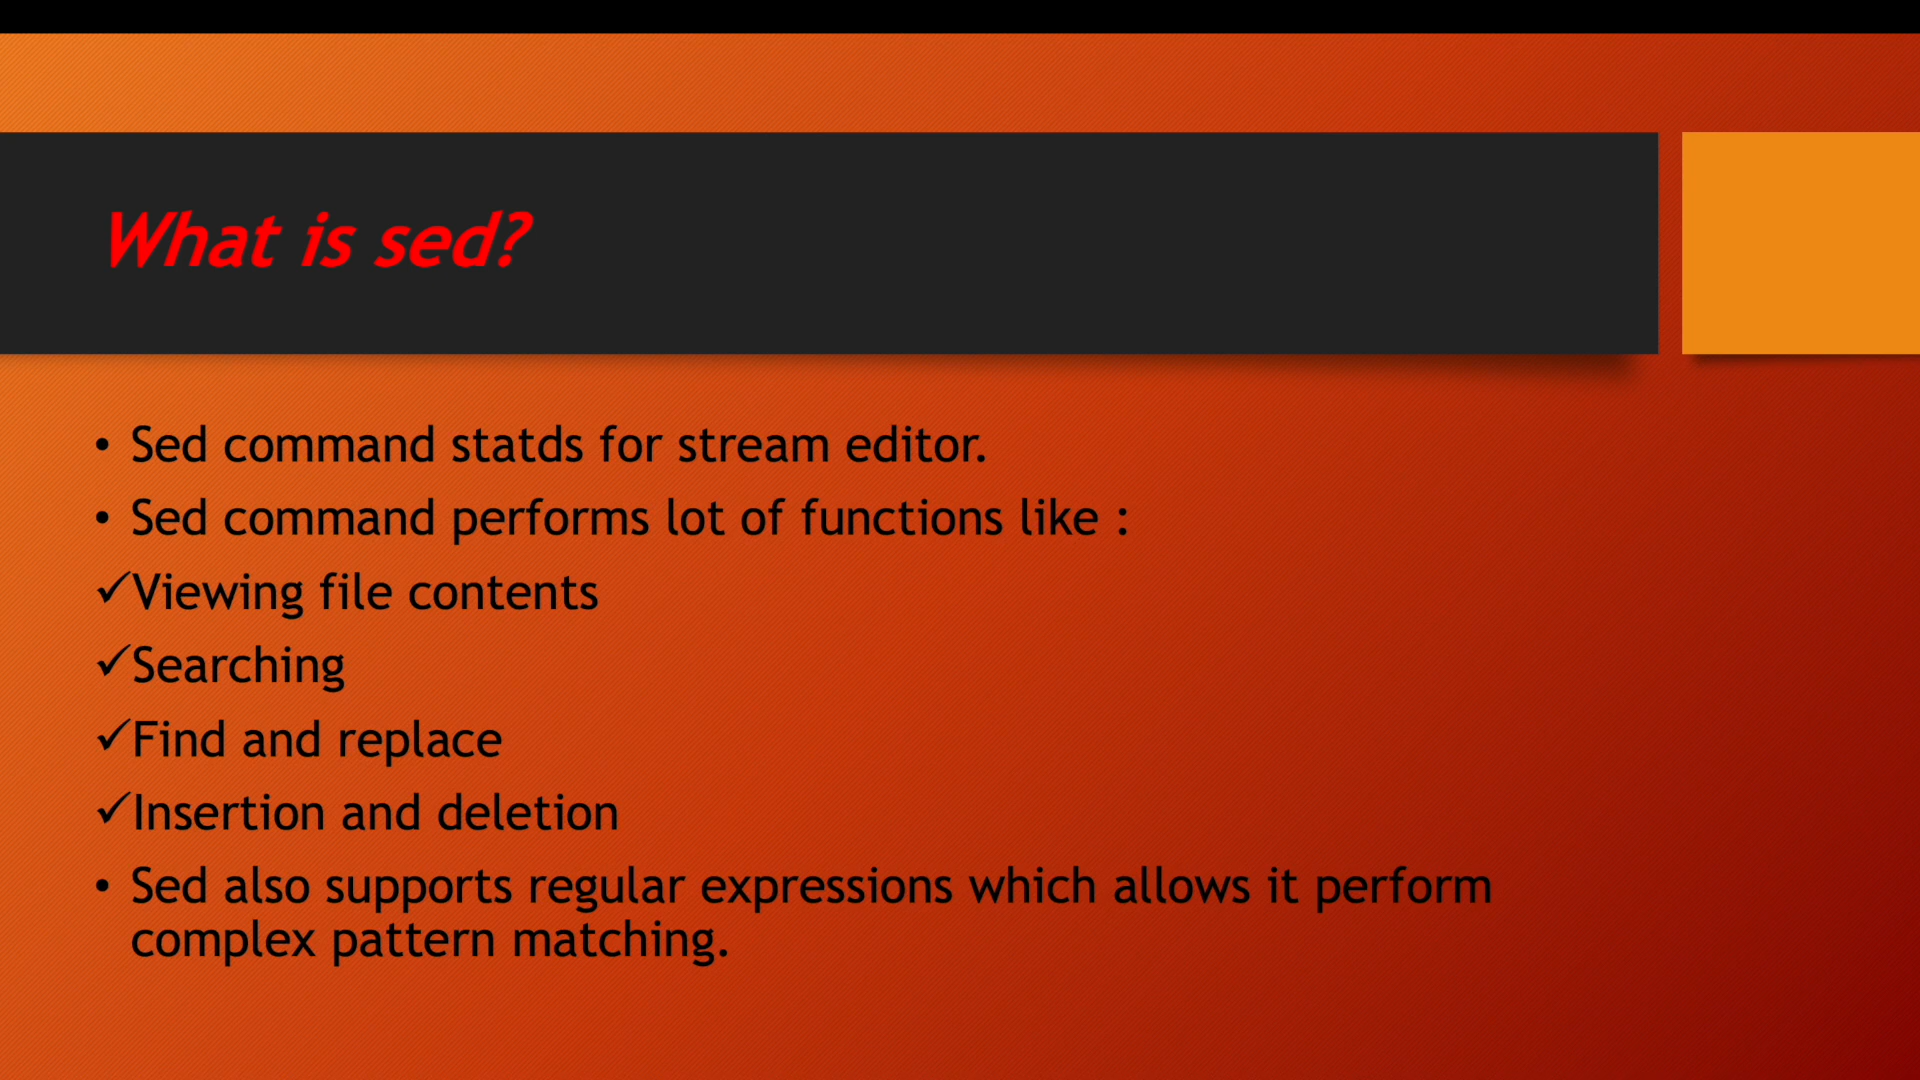 What is sed?
• Sed command statds for stream editor.
• Sed command performs lot of functions like :
✓Viewing file contents
✓Searching
✓Find and replace
✓Insertion and deletion
• Sed also supports regular expressions which allows it perform
complex pattern matching.